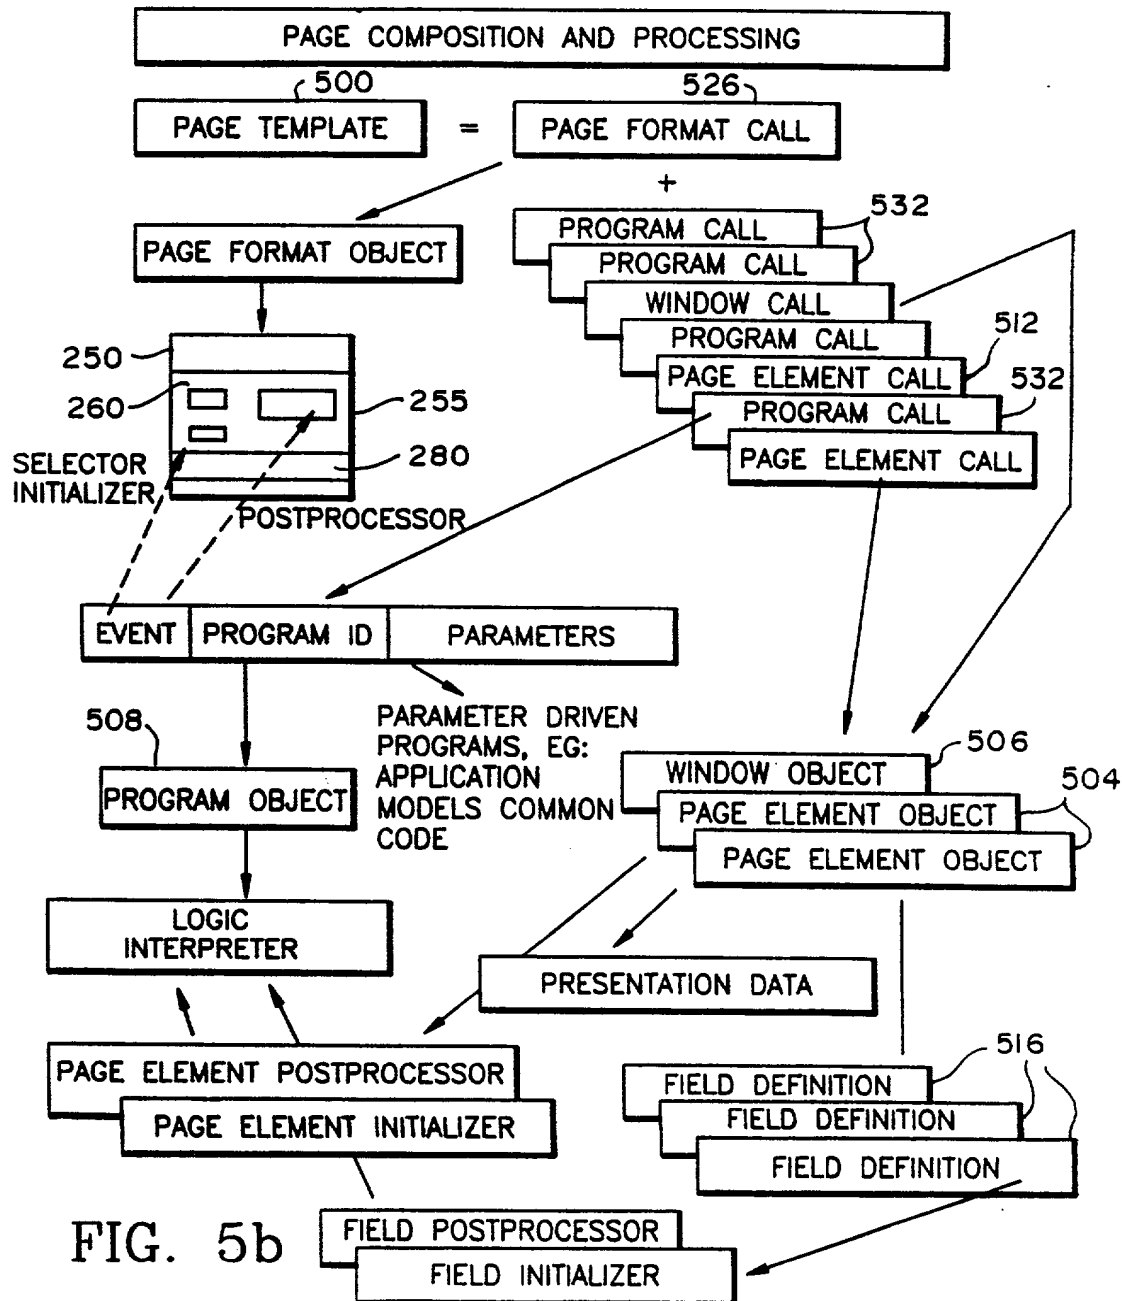 PAGE COMPOSITION AND PROCESSING
500
526
PAGE TEMPLATE = PAGE FORMAT CALL
+
532
PROGRAM CALL
PROGRAM CALL
WINDOW CALL
PROGRAM CALL
512
PAGE ELEMENT CALL
532
PROGRAM CALL
PAGE ELEMENT CALL
PAGE FORMAT OBJECT
250
260
255
280
SELECTOR
INITIALIZER
POSTPROCESSOR
EVENT PROGRAM ID PARAMETERS
508
PROGRAM OBJECT
PARAMETER DRIVEN
PROGRAMS, EG:
APPLICATION
MODELS COMMON
CODE
506
WINDOW OBJECT
504
PAGE ELEMENT OBJECT
PAGE ELEMENT OBJECT
LOGIC
INTERPRETER
PRESENTATION DATA
PAGE ELEMENT POSTPROCESSOR
PAGE ELEMENT INITIALIZER
516
FIELD DEFINITION
FIELD DEFINITION
FIELD DEFINITION
FIELD POSTPROCESSOR
FIELD INITIALIZER
FIG. 5b